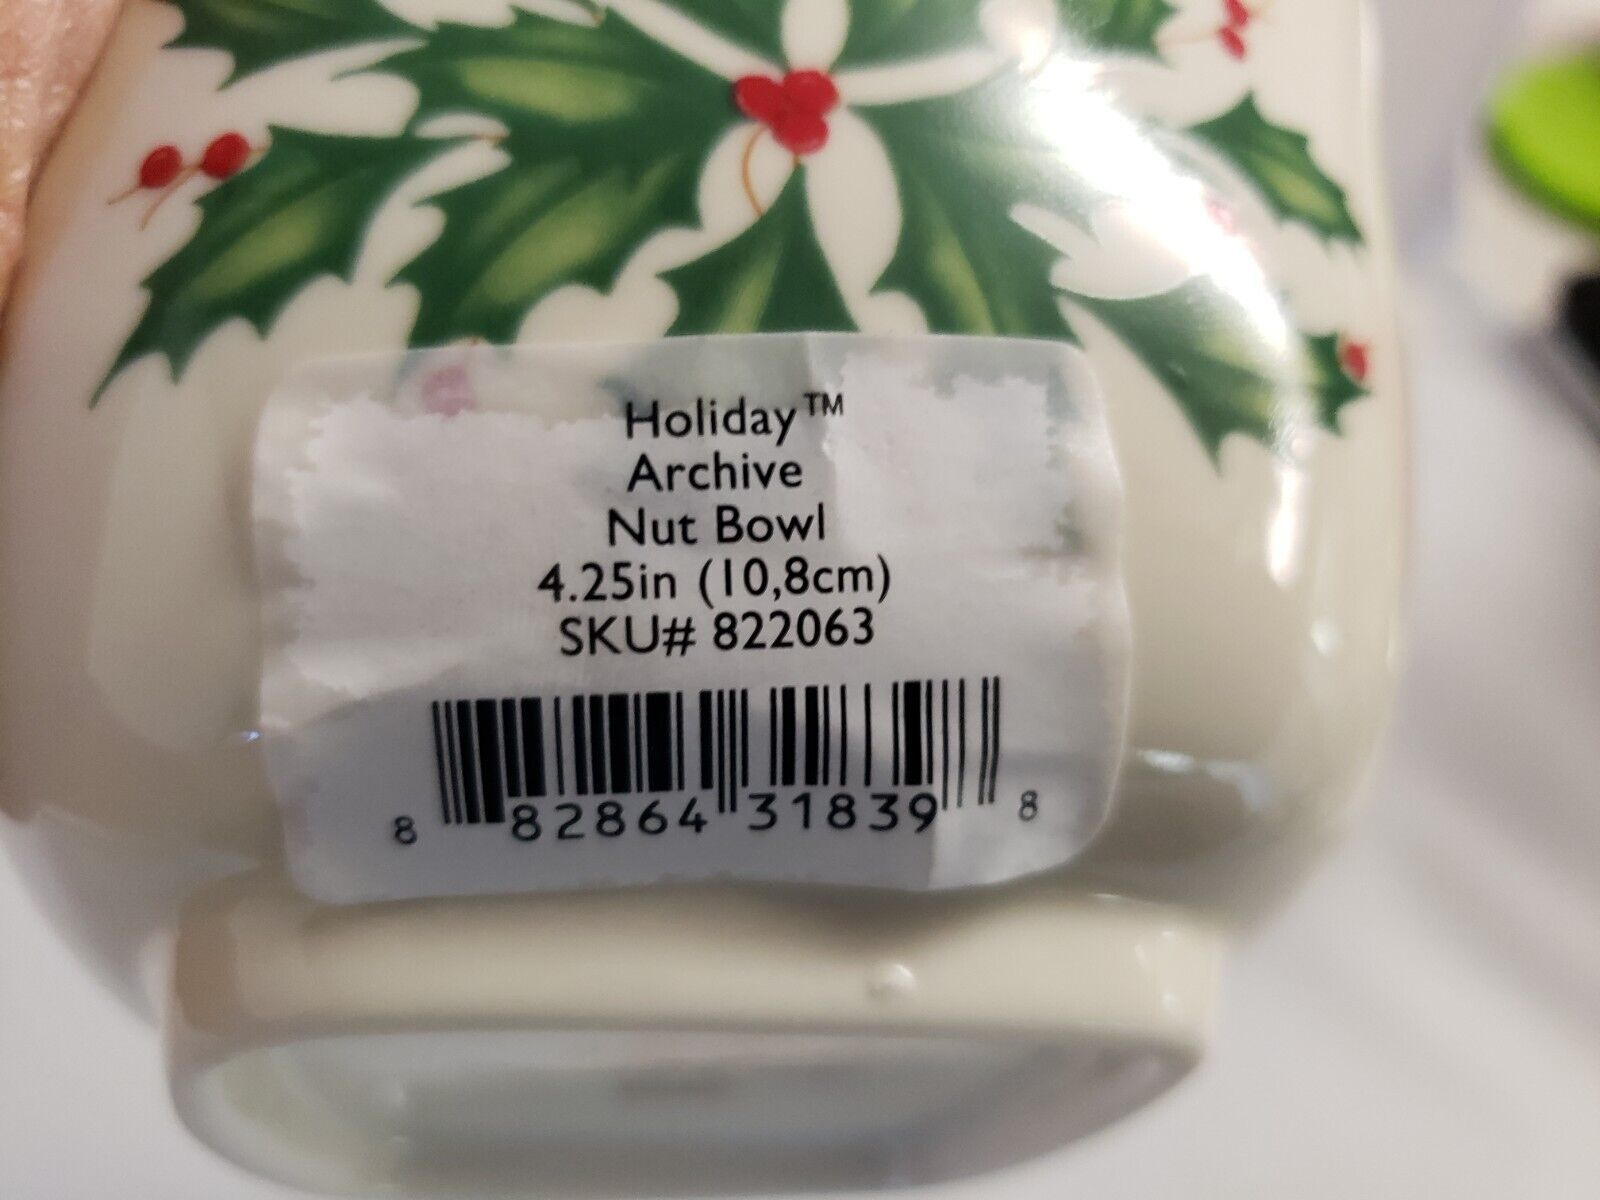 Holiday™
Archive
Nut Bowl
4.25in (10,8cm)
SKU# 822063
8 82864 31839 8